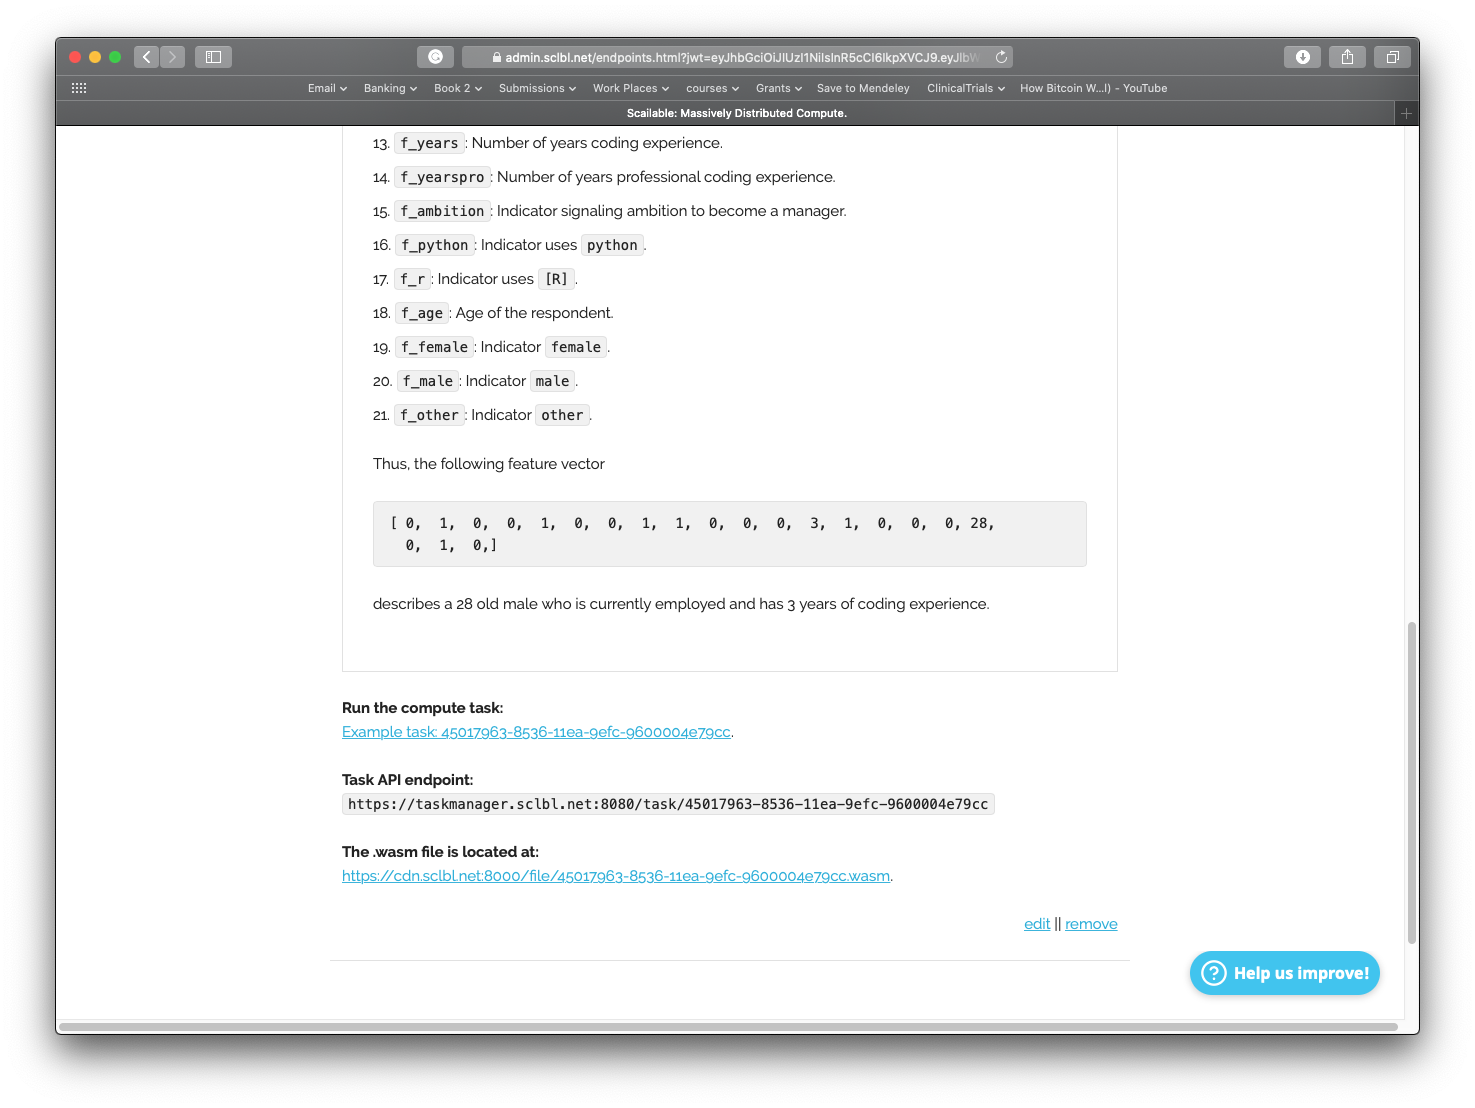 admin.sclbl.net/endpoints.html?jwt=eyJhbGciOiJIUzI1NiIsInR5cCI6IkpXVCJ9.eyJlbW
Email Banking Book 2 Submissions Work Places courses Grants Save to Mendeley ClinicalTrials How Bitcoin W...l) - YouTube
Scailable: Massively Distributed Compute.
13. f_years: Number of years coding experience.
14. f_yearspro: Number of years professional coding experience.
15. f_ambition: Indicator signaling ambition to become a manager.
16. f_python: Indicator uses python.
17. f_r: Indicator uses [R].
18. f_age: Age of the respondent.
19. f_female: Indicator female.
20. f_male: Indicator male.
21. f_other: Indicator other.
Thus, the following feature vector
[ 0, 1, 0, 0, 1, 0, 0, 1, 1, 0, 0, 0, 3, 1, 0, 0, 0, 28,
0, 1, 0,]
describes a 28 old male who is currently employed and has 3 years of coding experience.
Run the compute task:
Example task: 45017963-8536-11ea-9efc-9600004e79cc.
Task API endpoint:
https://taskmanager.sclbl.net:8080/task/45017963-8536-11ea-9efc-9600004e79cc
The .wasm file is located at:
https://cdn.sclbl.net:8000/file/45017963-8536-11ea-9efc-9600004e79cc.wasm.
edit || remove
Help us improve!